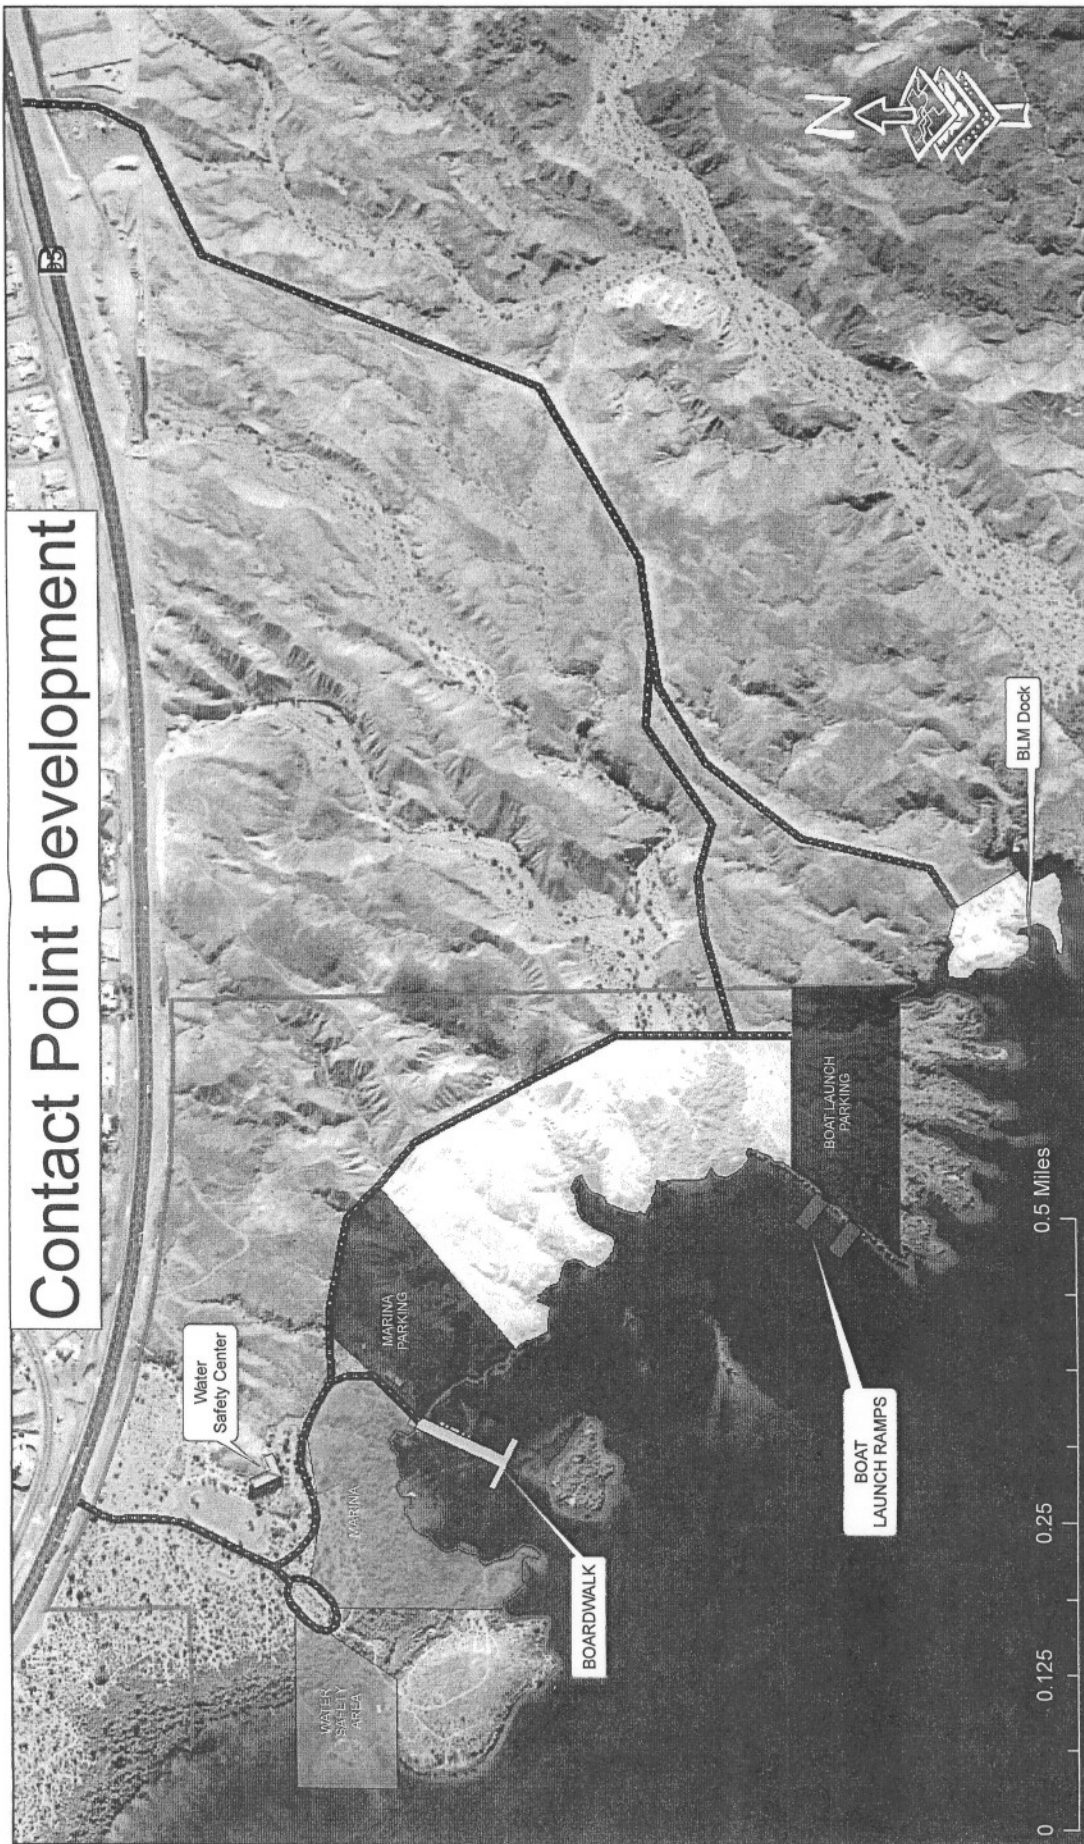 Contact Point Development
Water
Safety Center
WATER
SAFETY
AREA
MARINA
MARINA
PARKING
BOARDWALK
BOAT
LAUNCH RAMPS
BOAT LAUNCH
PARKING
BLM Dock
N
0
0.125
0.25
0.5 Miles